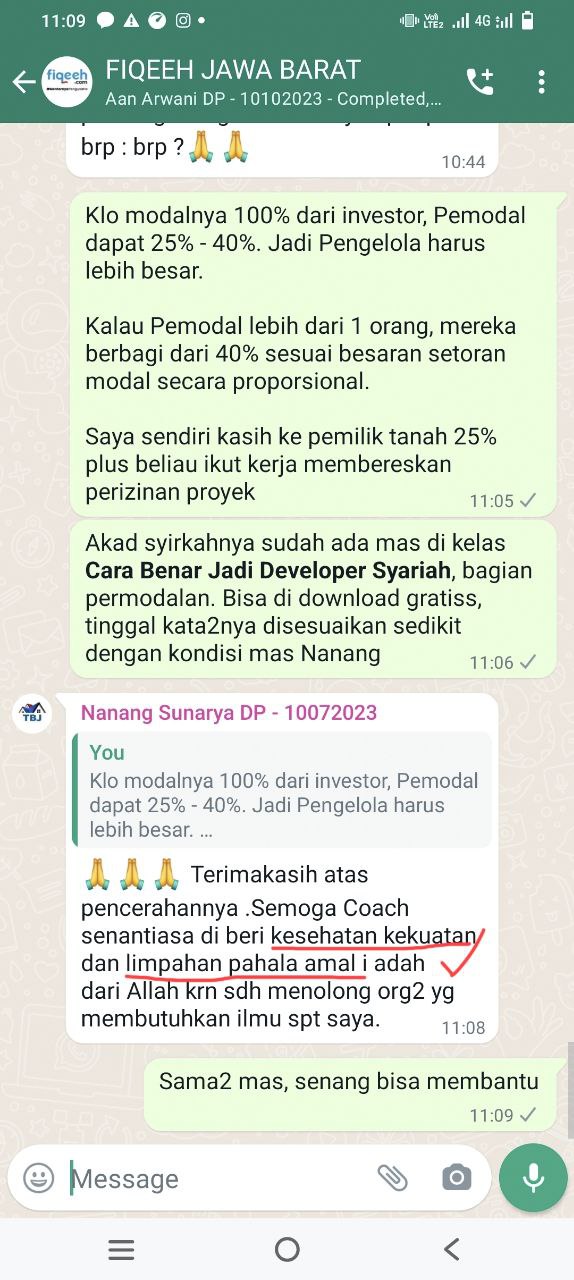 11:09
Vo))
LTE2
4G
fiqeeh
.com
FIQEEH JAWA BARAT
Aan Arwani DP - 10102023 - Completed,...
brp : brp ?🙏 🙏
10:44
Klo modalnya 100% dari investor, Pemodal
dapat 25% - 40%. Jadi Pengelola harus
lebih besar.
Kalau Pemodal lebih dari 1 orang, mereka
berbagi dari 40% sesuai besaran setoran
modal secara proporsional.
Saya sendiri kasih ke pemilik tanah 25%
plus beliau ikut kerja membereskan
perizinan proyek
11:05
Akad syirkahnya sudah ada mas di kelas
Cara Benar Jadi Developer Syariah, bagian
permodalan. Bisa di download gratiss,
tinggal kata2nya disesuaikan sedikit
dengan kondisi mas Nanang
11:06
TBJ
Nanang Sunarya DP - 10072023
You
Klo modalnya 100% dari investor, Pemodal
dapat 25% - 40%. Jadi Pengelola harus
lebih besar. ...
🙏 🙏 🙏 Terimakasih atas
pencerahannya .Semoga Coach
senantiasa di beri kesehatan kekuatan
dan limpahan pahala amal i adah
dari Allah krn sdh menolong org2 yg
membutuhkan ilmu spt saya.
11:08
Sama2 mas, senang bisa membantu
11:09
Message